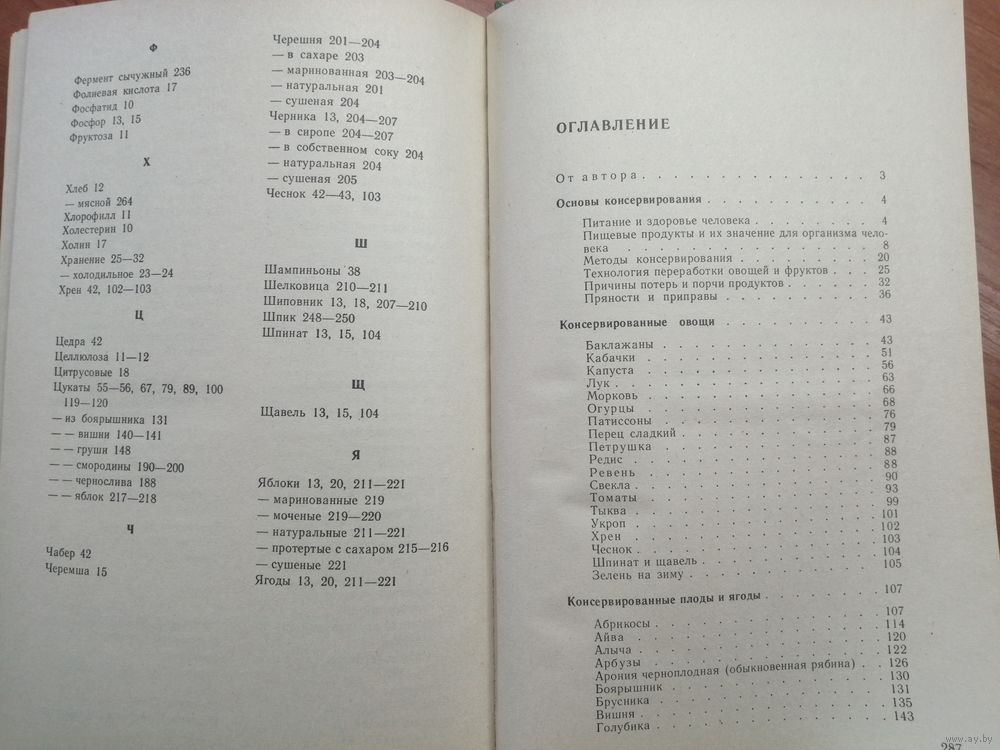 Ф
Фермент сычужный 236
Фолиевая кислота 17
Фосфатид 10
Фосфор 13, 15
Фруктоза 11
Х
Хлеб 12
— мясной 264
Хлорофилл 11
Холестерин 10
Холин 17
Хранение 25—32
— холодильное 23—24
Хрен 42, 102—103
Ц
Цедра 42
Целлюлоза 11—12
Цитрусовые 18
Цукаты 55—56, 67, 79, 89, 100
119—120
— из боярышника 131
— — вишни 140—141
— — груши 148
— — смородины 190—200
— — чернослива 188
— — яблок 217—218
Ч
Чабер 42
Черемша 15
Черешня 201—204
— в сахаре 203
— маринованная 203—204
— натуральная 201
— сушеная 204
Черника 13, 204—207
— в сиропе 204—207
— в собственном соку 204
— натуральная 204
— сушеная 205
Чеснок 42—43, 103
Ш
Шампиньоны 38
Шелковица 210—211
Шиповник 13, 18, 207—210
Шпик 248—250
Шпинат 13, 15, 104
Щ
Щавель 13, 15, 104
Я
Яблоки 13, 20, 211—221
— маринованные 219
— моченые 219—220
— натуральные 211—221
— протертые с сахаром 215—216
— сушеные 221
Ягоды 13, 20, 211—221
ОГЛАВЛЕНИЕ
От автора . . . . . . . . . . . . . . 3
Основы консервирования . . . . . . . . . . 4
Питание и здоровье человека . . . . . . . . 4
Пищевые продукты и их значение для организма чело-
века . . . . . . . . . . . . . . 8
Методы консервирования . . . . . . . . . 20
Технология переработки овощей и фруктов . . . 25
Причины потерь и порчи продуктов . . . . . . 32
Пряности и приправы . . . . . . . . . . 36
Консервированные овощи . . . . . . . . . . 43
Баклажаны . . . . . . . . . . . . . 43
Кабачки . . . . . . . . . . . . . . 51
Капуста . . . . . . . . . . . . . . 56
Лук . . . . . . . . . . . . . . . 63
Морковь . . . . . . . . . . . . . . 66
Огурцы . . . . . . . . . . . . . . 68
Патиссоны . . . . . . . . . . . . . 76
Перец сладкий . . . . . . . . . . . . 79
Петрушка . . . . . . . . . . . . . 87
Редис . . . . . . . . . . . . . . 88
Ревень . . . . . . . . . . . . . . 88
Свекла . . . . . . . . . . . . . . 90
Томаты . . . . . . . . . . . . . . 93
Тыква . . . . . . . . . . . . . . 99
Укроп . . . . . . . . . . . . . . 101
Хрен . . . . . . . . . . . . . . 102
Чеснок . . . . . . . . . . . . . . 103
Шпинат и щавель . . . . . . . . . . . 104
Зелень на зиму . . . . . . . . . . . . 105
Консервированные плоды и ягоды . . . . . . . . 107
Абрикосы . . . . . . . . . . . . . 107
Айва . . . . . . . . . . . . . . 114
Алыча . . . . . . . . . . . . . . 120
Арбузы . . . . . . . . . . . . . . 122
Арония черноплодная (обыкновенная рябина) . . 126
Боярышник . . . . . . . . . . . . . 130
Брусника . . . . . . . . . . . . . 131
Вишня . . . . . . . . . . . . . . 135
Голубика . . . . . . . . . . . . . 143
287
www.ay.by